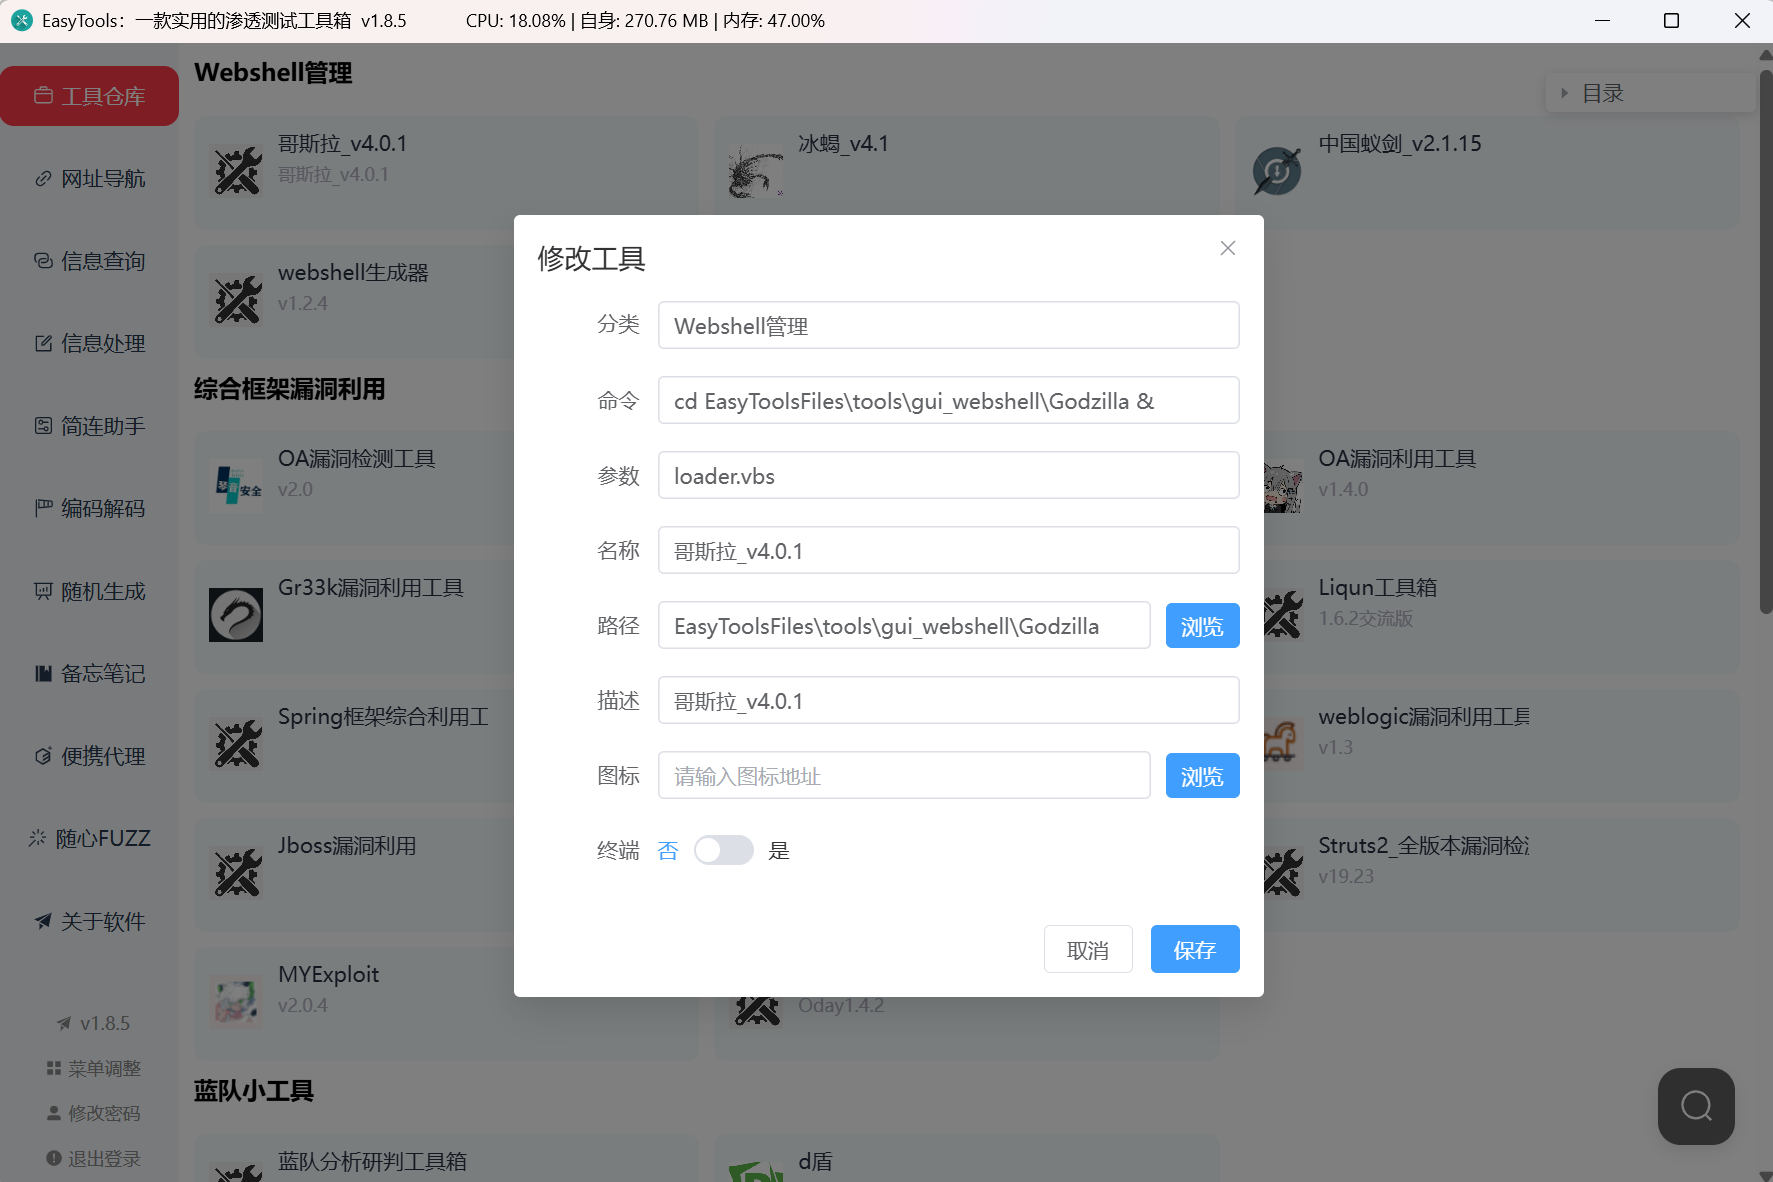 EasyTools：一款实用的渗透测试工具箱 v1.8.5
CPU: 18.08% | 自身: 270.76 MB | 内存: 47.00%
工具仓库
网址导航
信息查询
信息处理
简连助手
编码解码
随机生成
备忘笔记
便携代理
随心FUZZ
关于软件
v1.8.5
菜单调整
修改密码
退出登录
Webshell管理
目录
哥斯拉_v4.0.1
哥斯拉_v4.0.1
冰蝎_v4.1
中国蚁剑_v2.1.15
webshell生成器
v1.2.4
综合框架漏洞利用
OA漏洞检测工具
v2.0
琴音安全
OA漏洞利用工具
v1.4.0
Gr33k漏洞利用工具
Liqun工具箱
1.6.2交流版
Spring框架综合利用工
weblogic漏洞利用工具
v1.3
Jboss漏洞利用
Struts2_全版本漏洞检
v19.23
MYExploit
v2.0.4
Oday1.4.2
蓝队小工具
蓝队分析研判工具箱
d盾
修改工具
分类
Webshell管理
命令
cd EasyToolsFiles\tools\gui_webshell\Godzilla &
参数
loader.vbs
名称
哥斯拉_v4.0.1
路径
EasyToolsFiles\tools\gui_webshell\Godzilla
浏览
描述
哥斯拉_v4.0.1
图标
请输入图标地址
浏览
终端
否
是
取消
保存